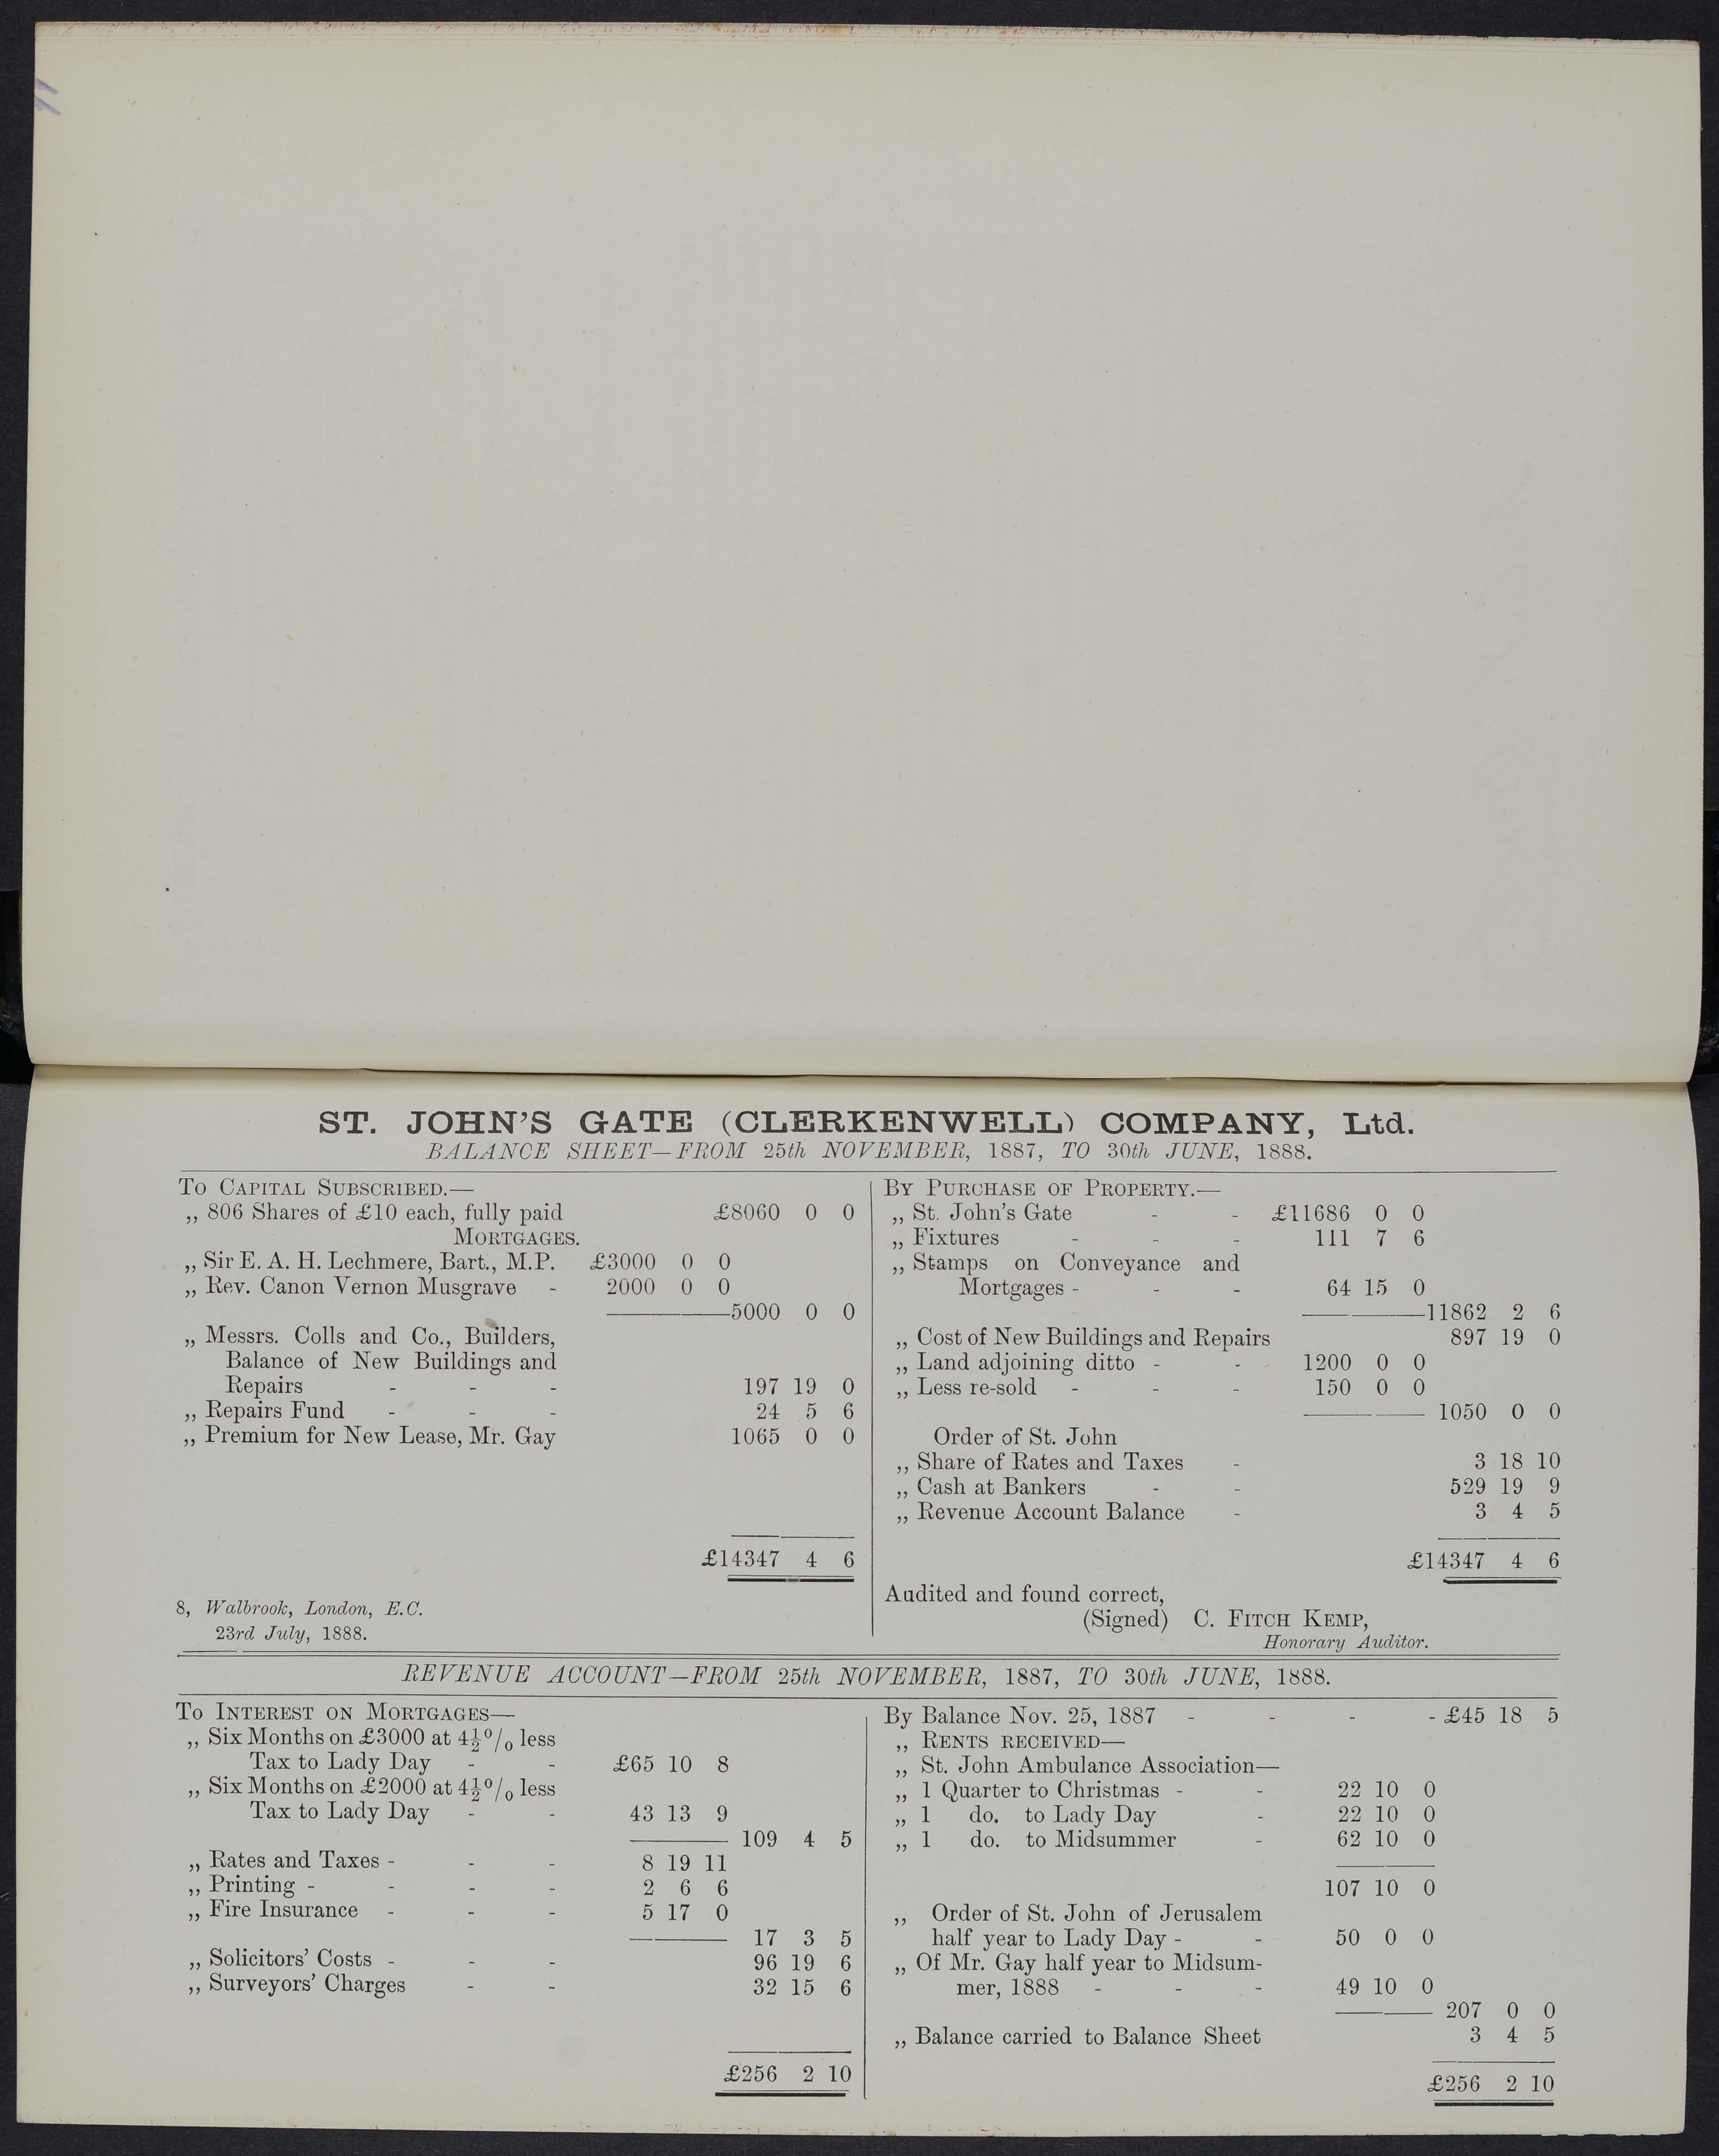 ST. JOHN'S GATE (CLERKENWELL) COMPANY, Ltd.
BALANCE SHEET—FROM 25th NOVEMBER, 1887, TO 30th JUNE, 1888.
To Capital Subscribed.—
„ 806 Shares of £10 each, fully paid £8060 0 0
Mortgages.
„ Sir E. A. H. Lechmere, Bart., M.P. £3000 0 0
„ Rev. Canon Vernon Musgrave - 2000 0 0
5000 0 0
„ Messrs. Colls and Co., Builders,
Balance of New Buildings and
Repairs - - - 197 19 0
„ Repairs Fund - - - 24 5 6
„ Premium for New Lease, Mr. Gay 1065 0 0
£14347 4 6
8, Walbrook, London, E.C.
23rd July, 1888.
By Purchase of Property.—
„ St. John's Gate - - £11686 0 0
„ Fixtures - - - 111 7 6
„ Stamps on Conveyance and
Mortgages - - - 64 15 0
11862 2 6
„ Cost of New Buildings and Repairs 897 19 0
„ Land adjoining ditto - - 1200 0 0
„ Less re-sold - - - 150 0 0
1050 0 0
Order of St. John
„ Share of Rates and Taxes - 3 18 10
„ Cash at Bankers - - 529 19 9
„ Revenue Account Balance - 3 4 5
£14347 4 6
Audited and found correct,
(Signed) C. Fitch Kemp,
Honorary Auditor.
REVENUE ACCOUNT—FROM 25th NOVEMBER, 1887, TO 30th JUNE, 1888.
To Interest on Mortgages—
„ Six Months on £3000 at 4½% less
Tax to Lady Day - - £65 10 8
„ Six Months on £2000 at 4½% less
Tax to Lady Day - - 43 13 9
109 4 5
„ Rates and Taxes - - - 8 19 11
„ Printing - - - - 2 6 6
„ Fire Insurance - - - 5 17 0
17 3 5
„ Solicitors' Costs - - - 96 19 6
„ Surveyors' Charges - - 32 15 6
£256 2 10
By Balance Nov. 25, 1887 - - - - £45 18 5
„ Rents received—
„ St. John Ambulance Association—
„ 1 Quarter to Christmas - - 22 10 0
„ 1 do. to Lady Day - 22 10 0
„ 1 do. to Midsummer - 62 10 0
107 10 0
„ Order of St. John of Jerusalem
half year to Lady Day - - 50 0 0
„ Of Mr. Gay half year to Midsum-
mer, 1888 - - - 49 10 0
207 0 0
„ Balance carried to Balance Sheet 3 4 5
£256 2 10